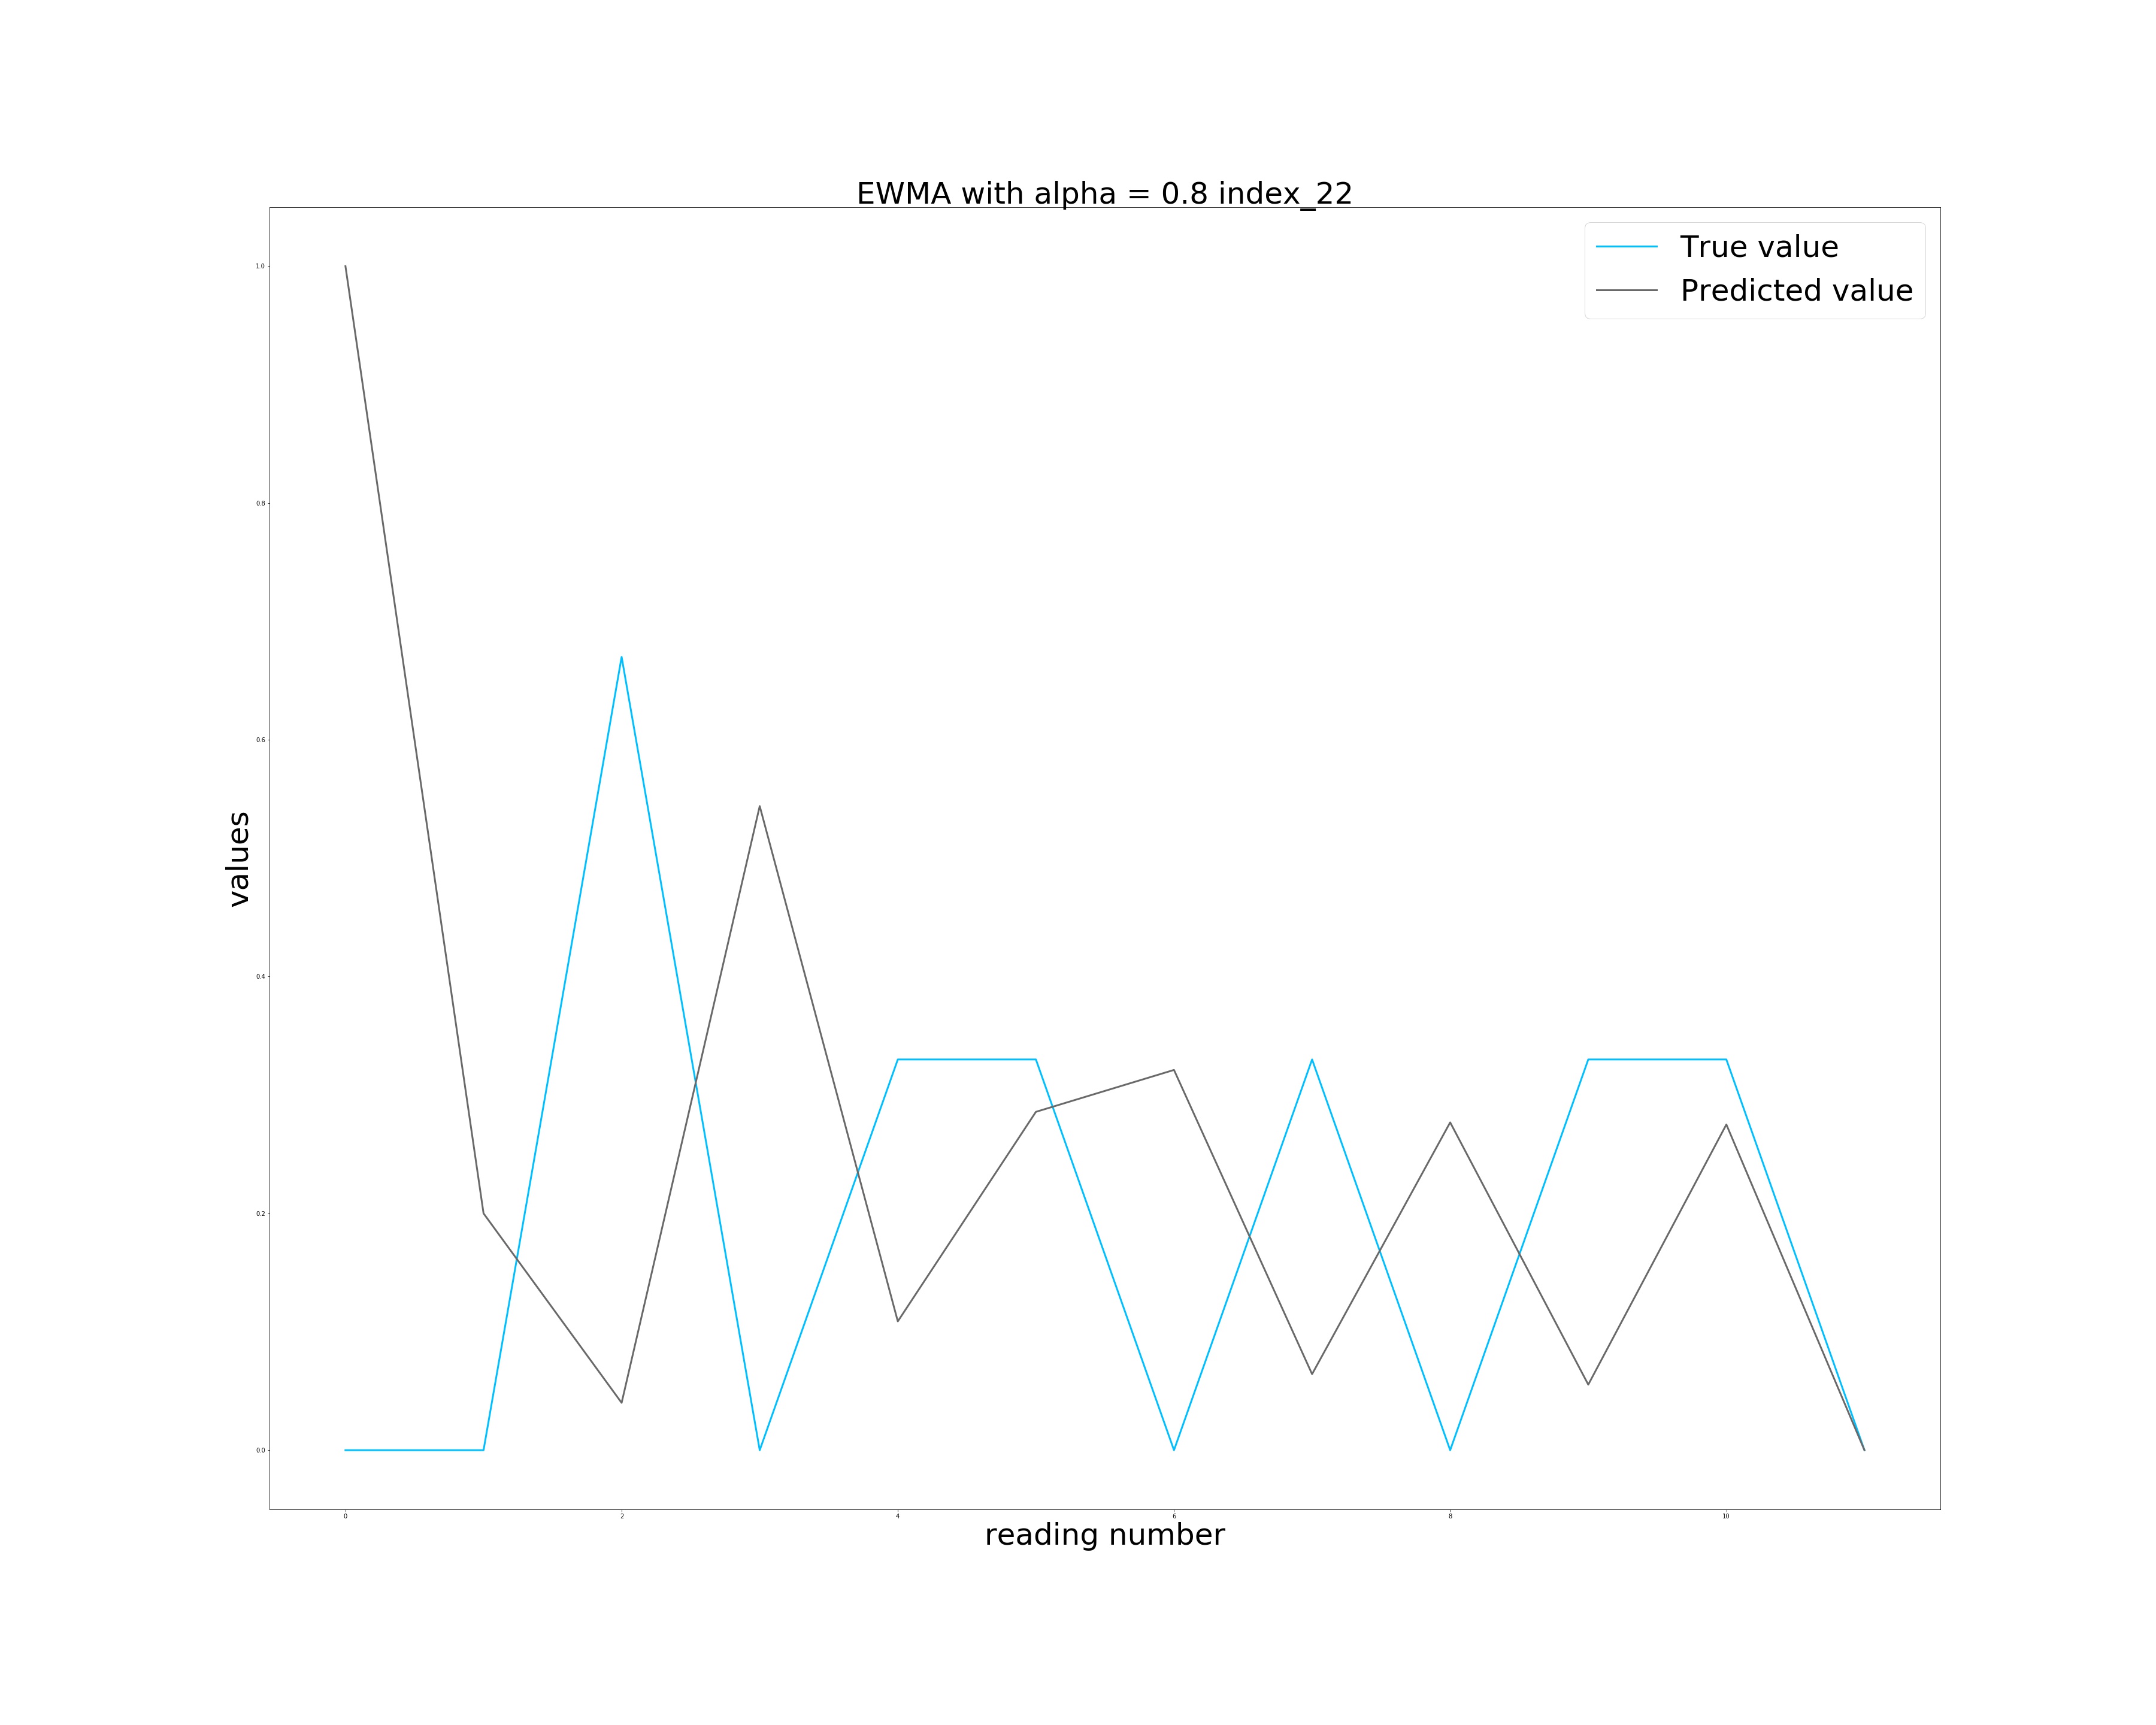 EWMA with alpha = 0.8 index_22
True value
Predicted value
1.0
0.8
0.6
0.4
0.2
0.0
values
0 2 4 6 8 10
reading number